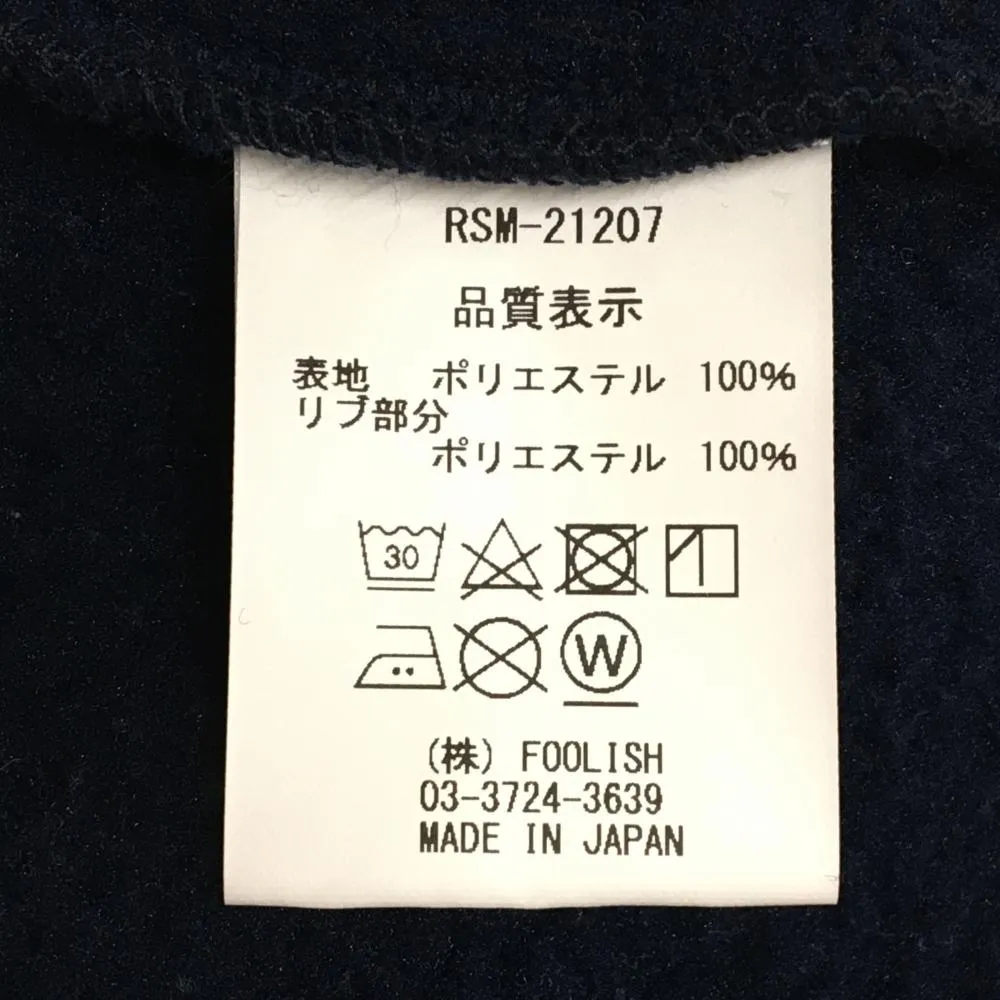 RSM-21207
品質表示
表地 ポリエステル 100%
リブ部分
ポリエステル 100%
30
W
(株) FOOLISH
03-3724-3639
MADE IN JAPAN